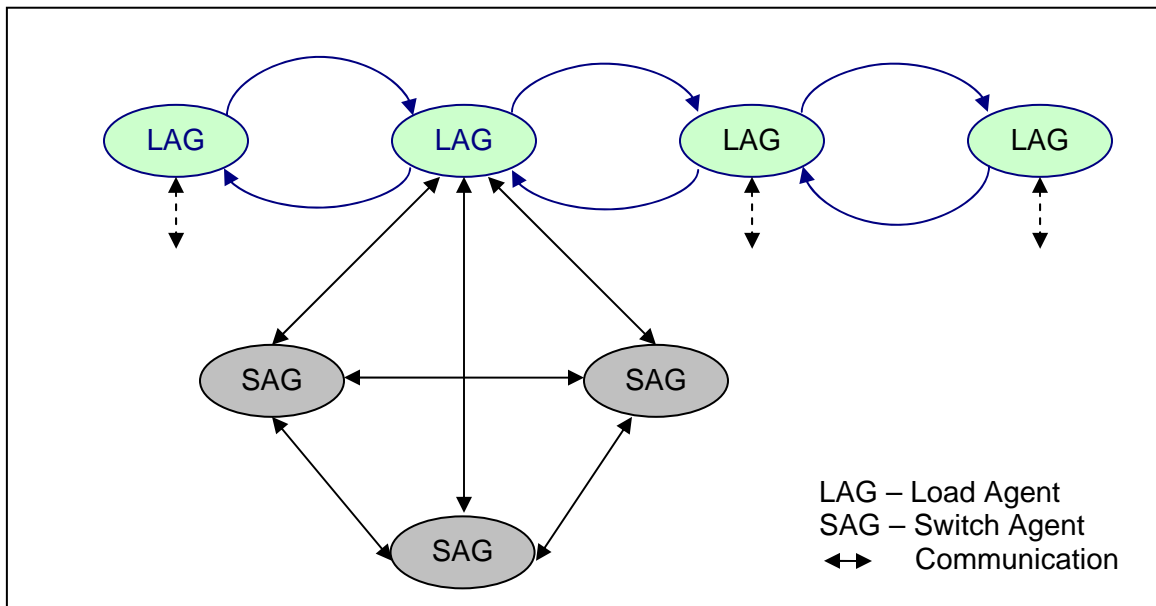 LAG
LAG
LAG
LAG
SAG
SAG
SAG
LAG – Load Agent
SAG – Switch Agent
Communication